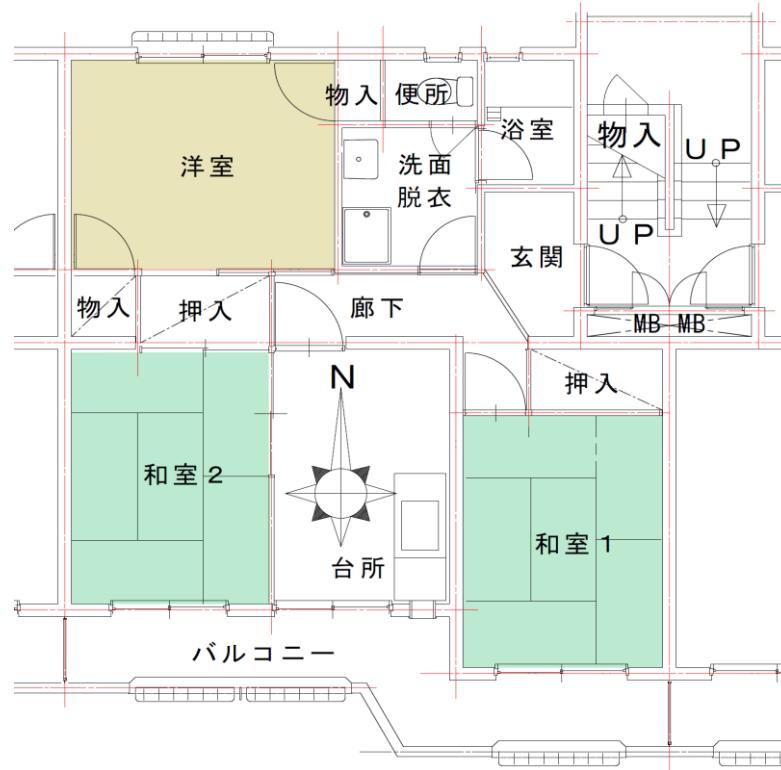 物入
便所
浴室
物入
UP
洋室
洗面
脱衣
UP
玄関
物入
押入
廊下
MB
MB
N
押入
和室2
台所
和室1
バルコニー